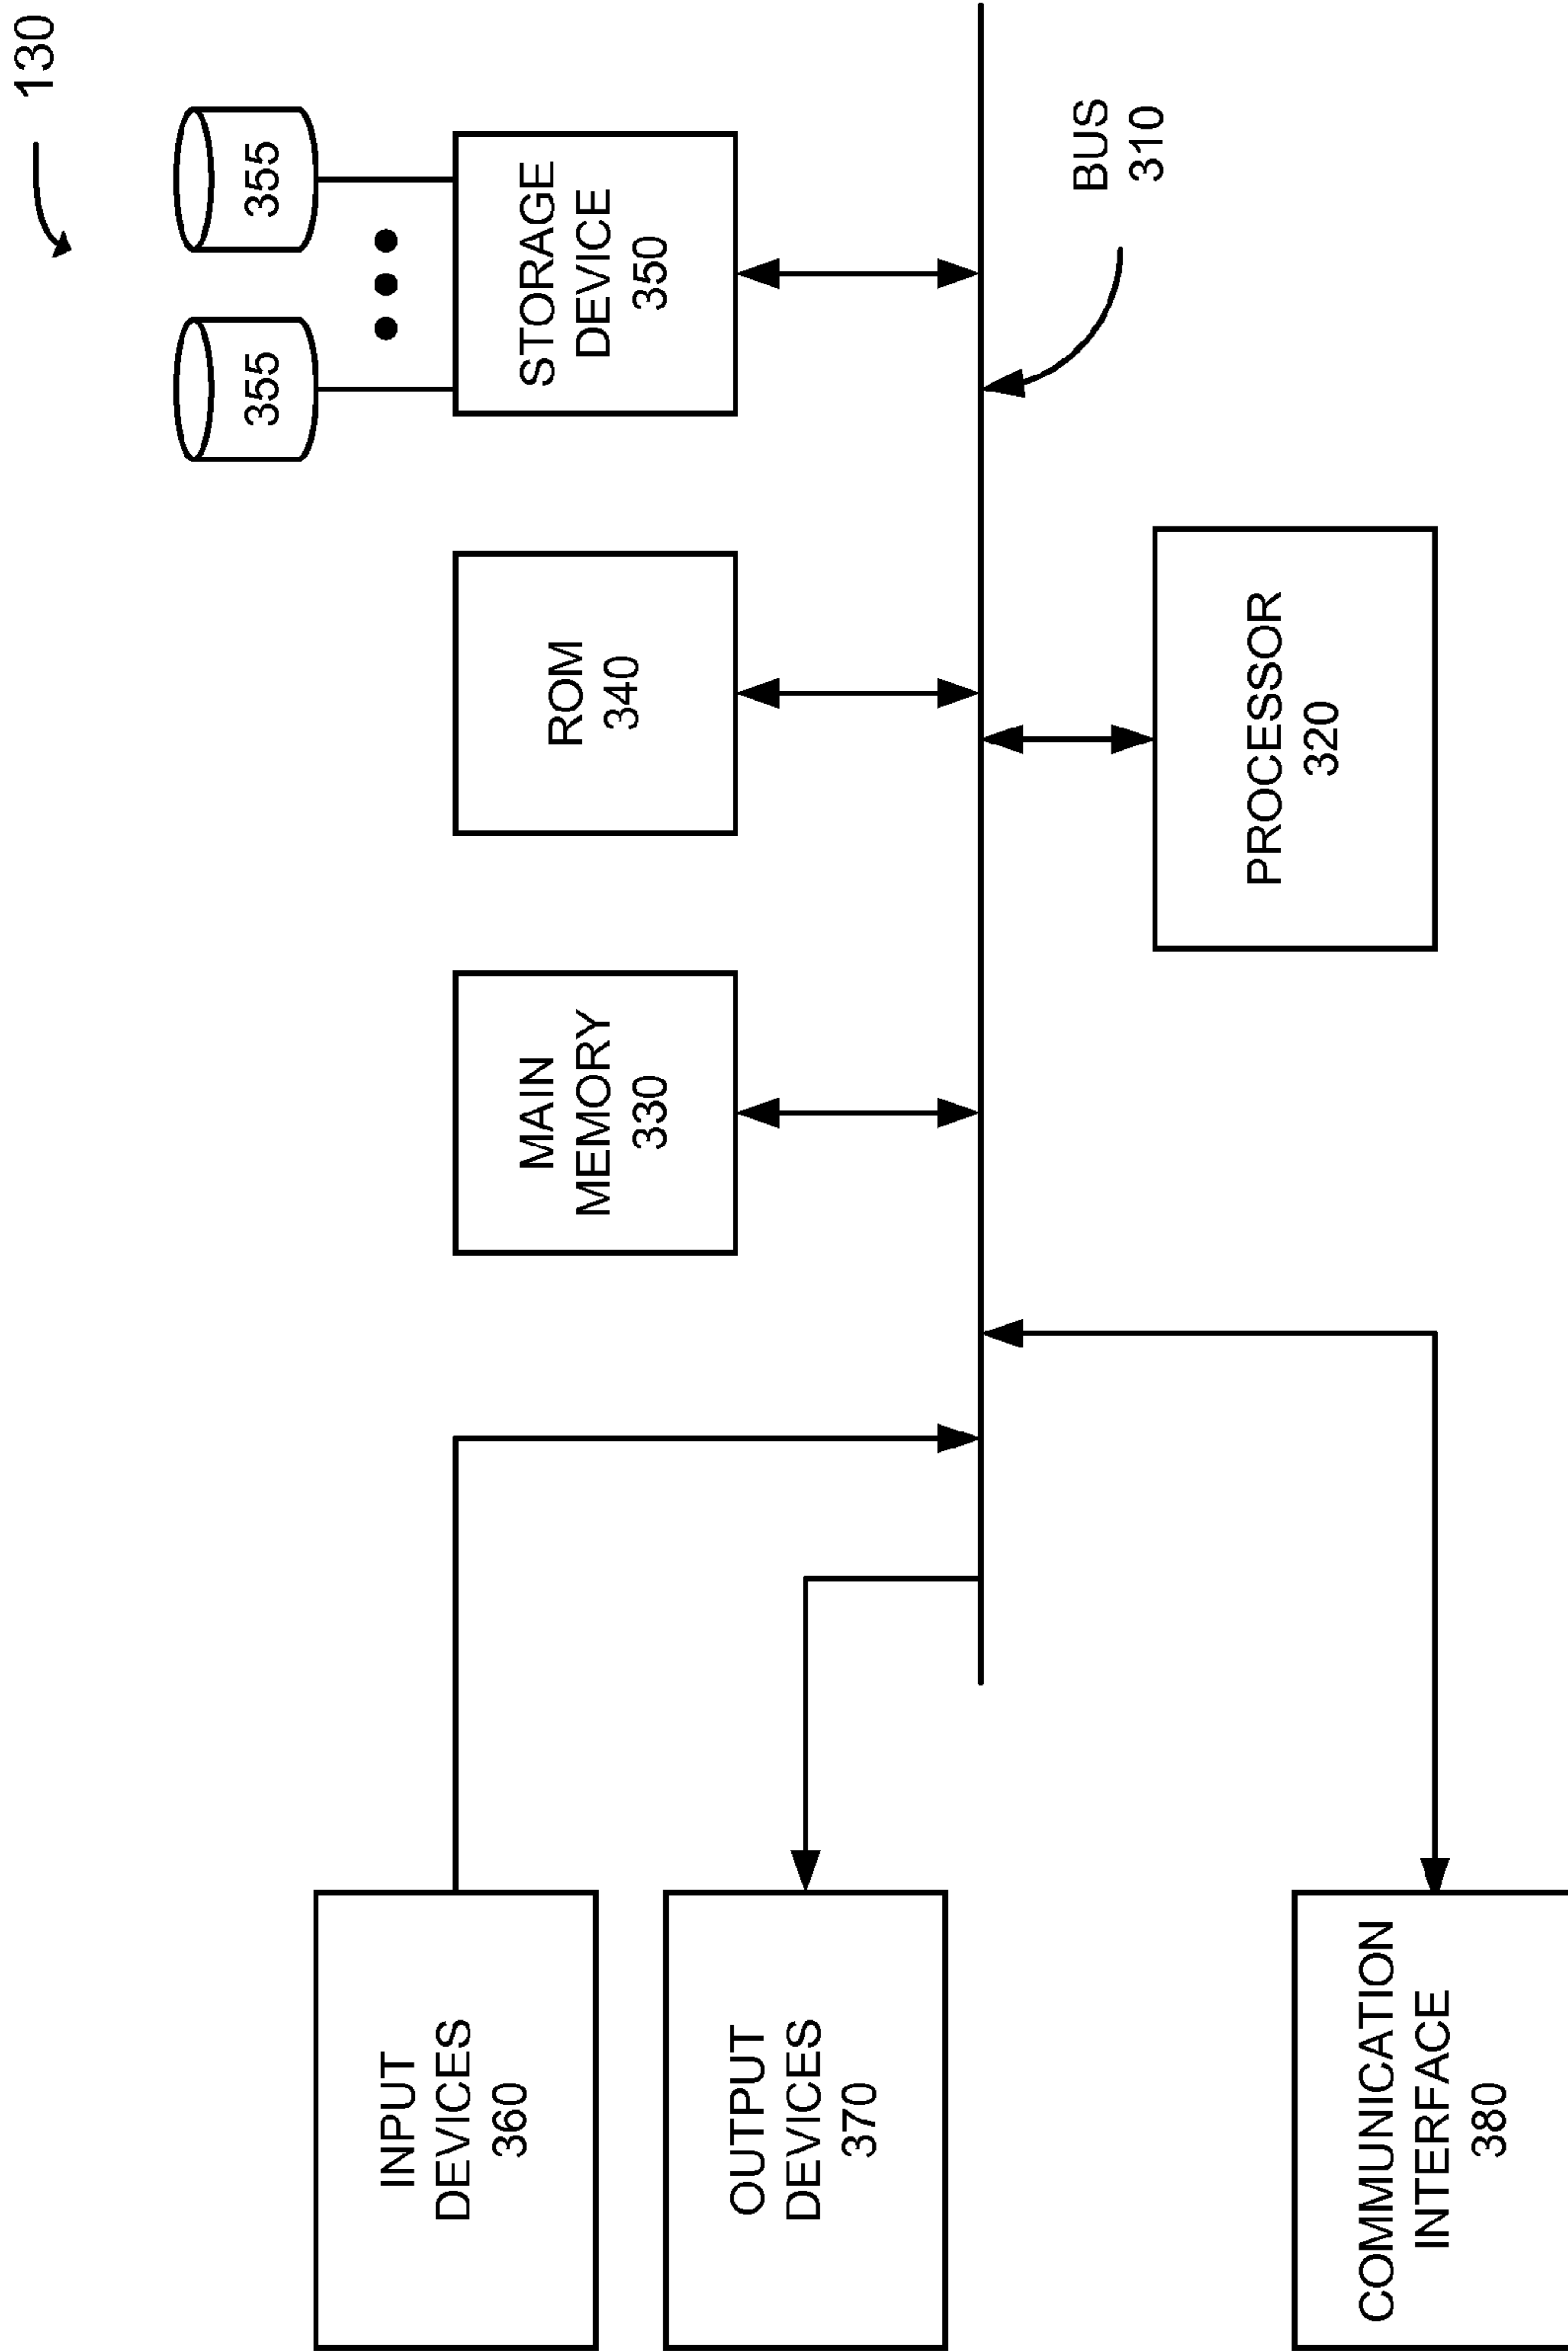 130
355
355
STORAGE
DEVICE
350
ROM
340
MAIN
MEMORY
330
BUS
310
PROCESSOR
320
INPUT
DEVICES
360
OUTPUT
DEVICES
370
COMMUNICATION
INTERFACE
380